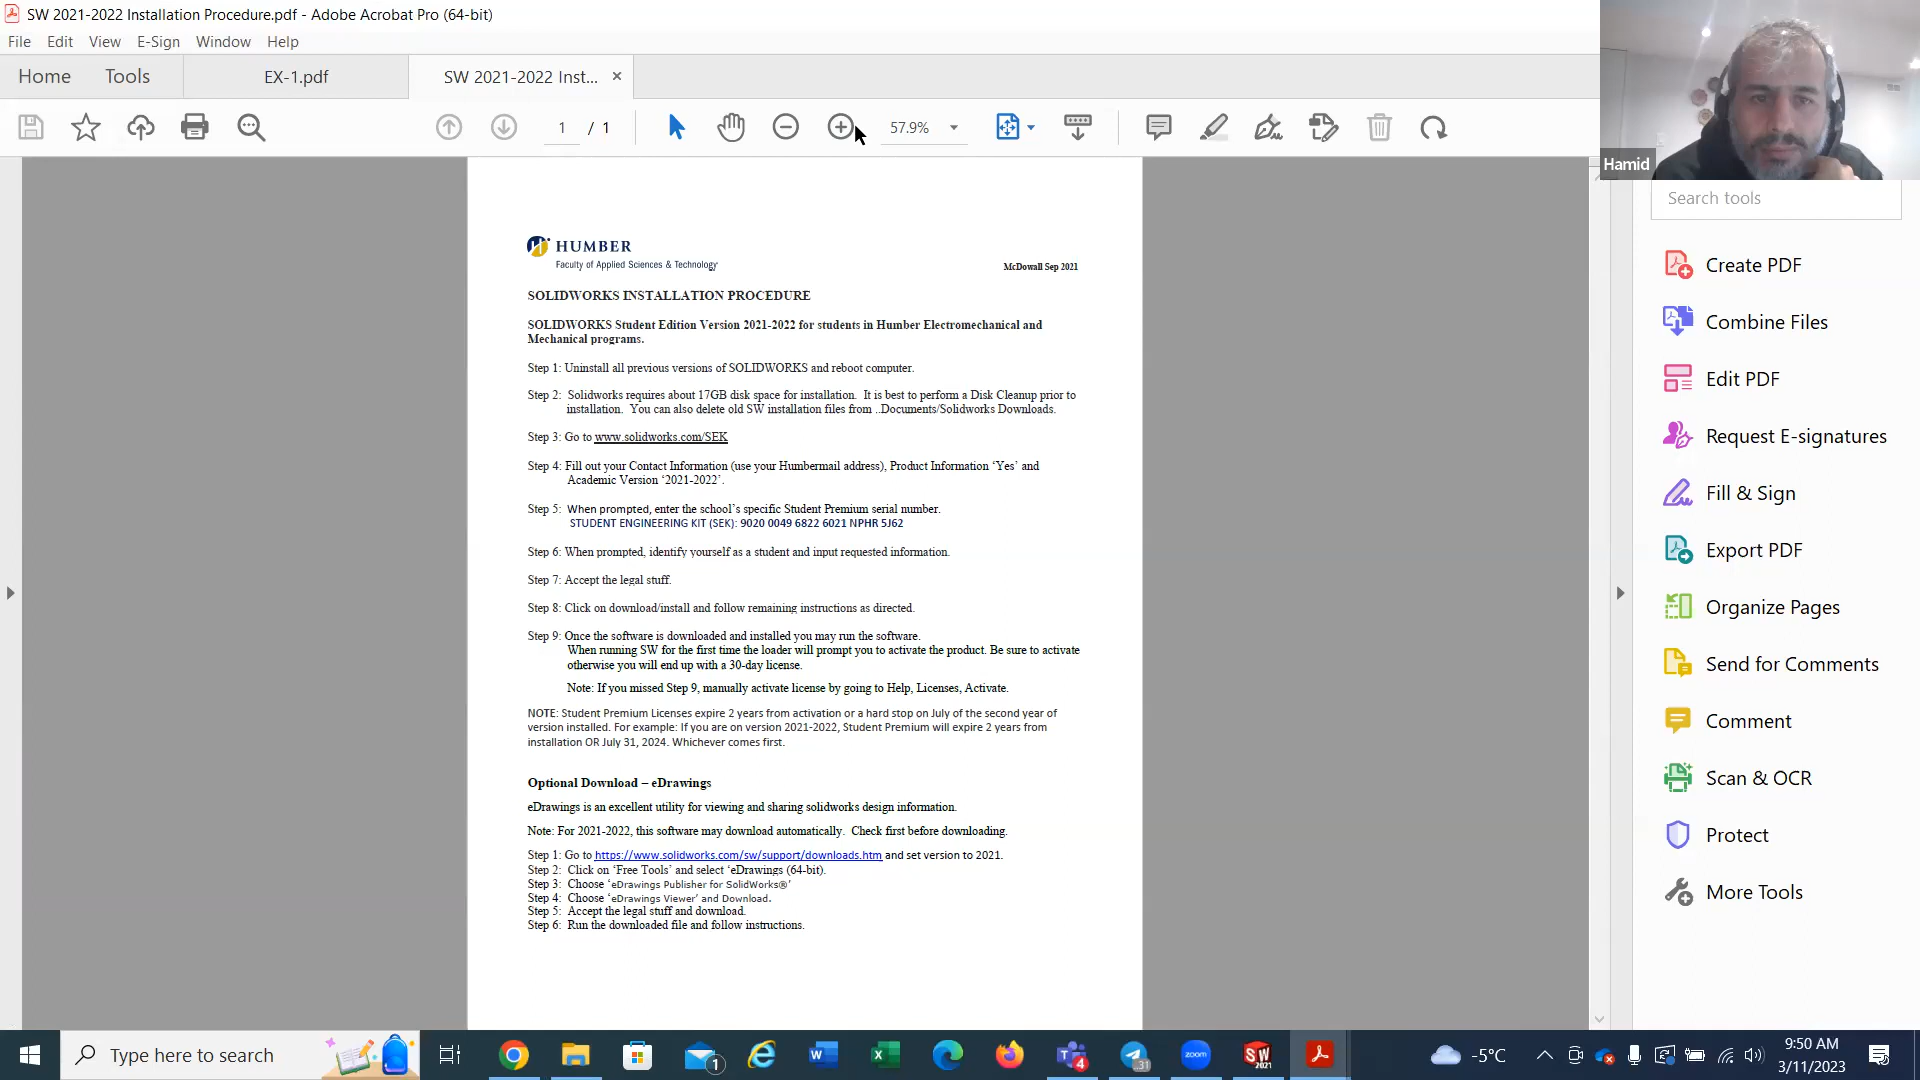 SW 2021-2022 Installation Procedure.pdf - Adobe Acrobat Pro (64-bit)
File Edit View E-Sign Window Help
Home Tools EX-1.pdf SW 2021-2022 Inst... ×
1 / 1 57.9%
Hamid
Search tools
Create PDF
Combine Files
Edit PDF
Request E-signatures
Fill & Sign
Export PDF
Organize Pages
Send for Comments
Comment
Scan & OCR
Protect
More Tools
HUMBER
Faculty of Applied Sciences & Technology
McDowall Sep 2021
SOLIDWORKS INSTALLATION PROCEDURE
SOLIDWORKS Student Edition Version 2021-2022 for students in Humber Electromechanical and
Mechanical programs.
Step 1: Uninstall all previous versions of SOLIDWORKS and reboot computer.
Step 2: Solidworks requires about 17GB disk space for installation. It is best to perform a Disk Cleanup prior to
installation. You can also delete old SW installation files from ..Documents/Solidworks Downloads.
Step 3: Go to www.solidworks.com/SEK
Step 4: Fill out your Contact Information (use your Humbermail address), Product Information ‘Yes’ and
Academic Version ‘2021-2022’.
Step 5: When prompted, enter the school’s specific Student Premium serial number.
STUDENT ENGINEERING KIT (SEK): 9020 0049 6822 6021 NPHR 5J62
Step 6: When prompted, identify yourself as a student and input requested information.
Step 7: Accept the legal stuff.
Step 8: Click on download/install and follow remaining instructions as directed.
Step 9: Once the software is downloaded and installed you may run the software.
When running SW for the first time the loader will prompt you to activate the product. Be sure to activate
otherwise you will end up with a 30-day license.
Note: If you missed Step 9, manually activate license by going to Help, Licenses, Activate.
NOTE: Student Premium Licenses expire 2 years from activation or a hard stop on July of the second year of
version installed. For example: If you are on version 2021-2022, Student Premium will expire 2 years from
installation OR July 31, 2024. Whichever comes first.
Optional Download – eDrawings
eDrawings is an excellent utility for viewing and sharing solidworks design information.
Note: For 2021-2022, this software may download automatically. Check first before downloading.
Step 1: Go to https://www.solidworks.com/sw/support/downloads.htm and set version to 2021.
Step 2: Click on ‘Free Tools’ and select ‘eDrawings (64-bit).
Step 3: Choose ‘eDrawings Publisher for SolidWorks®’
Step 4: Choose ‘eDrawings Viewer’ and Download.
Step 5: Accept the legal stuff and download.
Step 6: Run the downloaded file and follow instructions.
Type here to search
1
4
31
zoom
SW
2021
-5°C
9:50 AM
3/11/2023